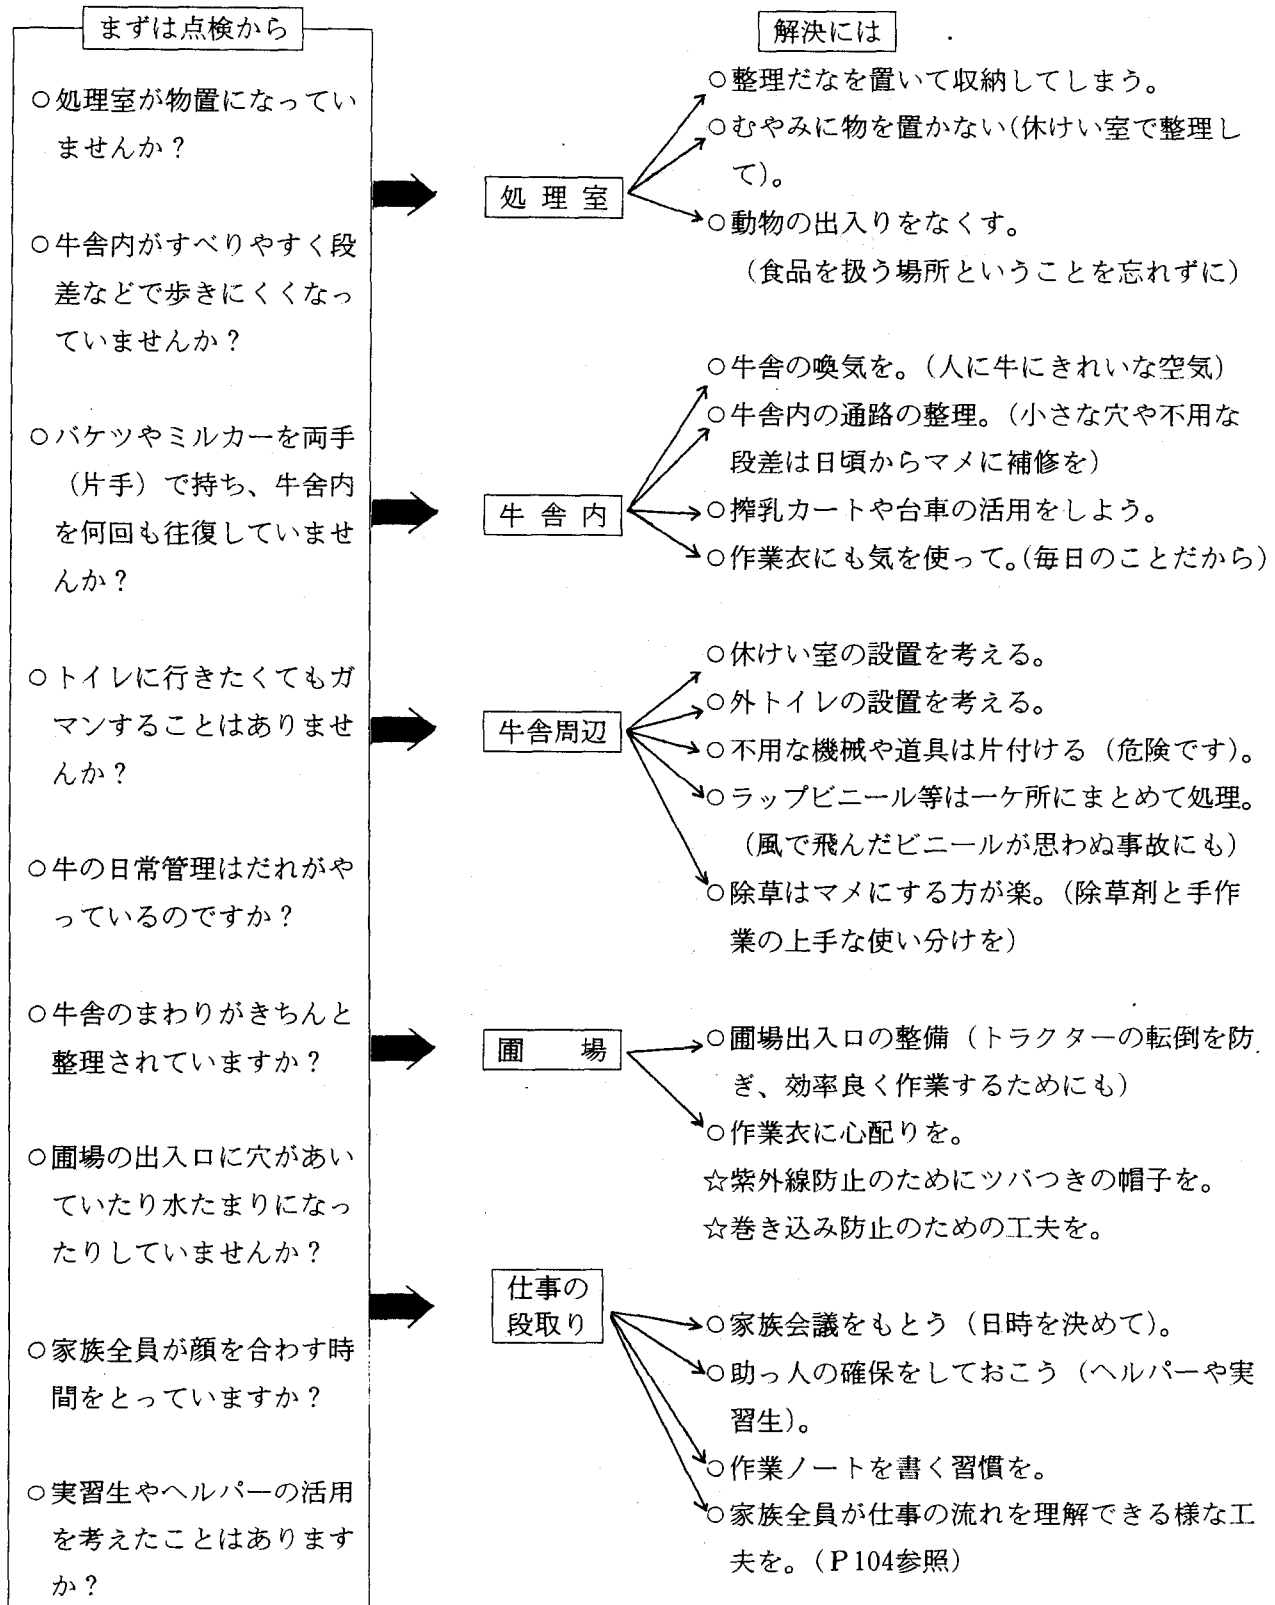 まずは点検から
○処理室が物置になってい
ませんか？
○牛舎内がすべりやすく段
差などで歩きにくくなっ
ていませんか？
○バケツやミルカーを両手
（片手）で持ち、牛舎内
を何回も往復していませ
んか？
○トイレに行きたくてもガ
マンすることはありませ
んか？
○牛の日常管理はだれがや
っているのですか？
○牛舎のまわりがきちんと
整理されていますか？
○圃場の出入口に穴があい
ていたり水たまりになっ
たりしていませんか？
○家族全員が顔を合わす時
間をとっていますか？
○実習生やヘルパーの活用
を考えたことはあります
か？
解決には
処理室
○整理だなを置いて収納してしまう。
○むやみに物を置かない（休けい室で整理し
て）。
○動物の出入りをなくす。
（食品を扱う場所ということを忘れずに）
牛舎内
○牛舎の喚気を。（人に牛にきれいな空気）
○牛舎内の通路の整理。（小さな穴や不用な
段差は日頃からマメに補修を）
○搾乳カートや台車の活用をしよう。
○作業衣にも気を使って。（毎日のことだから）
牛舎周辺
○休けい室の設置を考える。
○外トイレの設置を考える。
○不用な機械や道具は片付ける（危険です）。
○ラップビニール等は一ケ所にまとめて処理。
（風で飛んだビニールが思わぬ事故にも）
○除草はマメにする方が楽。（除草剤と手作
業の上手な使い分けを）
圃　場
○圃場出入口の整備（トラクターの転倒を防
ぎ、効率良く作業するためにも）
○作業衣に心配りを。
☆紫外線防止のためにツバつきの帽子を。
☆巻き込み防止のための工夫を。
仕事の
段取り
○家族会議をもとう（日時を決めて）。
○助っ人の確保をしておこう（ヘルパーや実
習生）。
○作業ノートを書く習慣を。
○家族全員が仕事の流れを理解できる様な工
夫を。（P104参照）